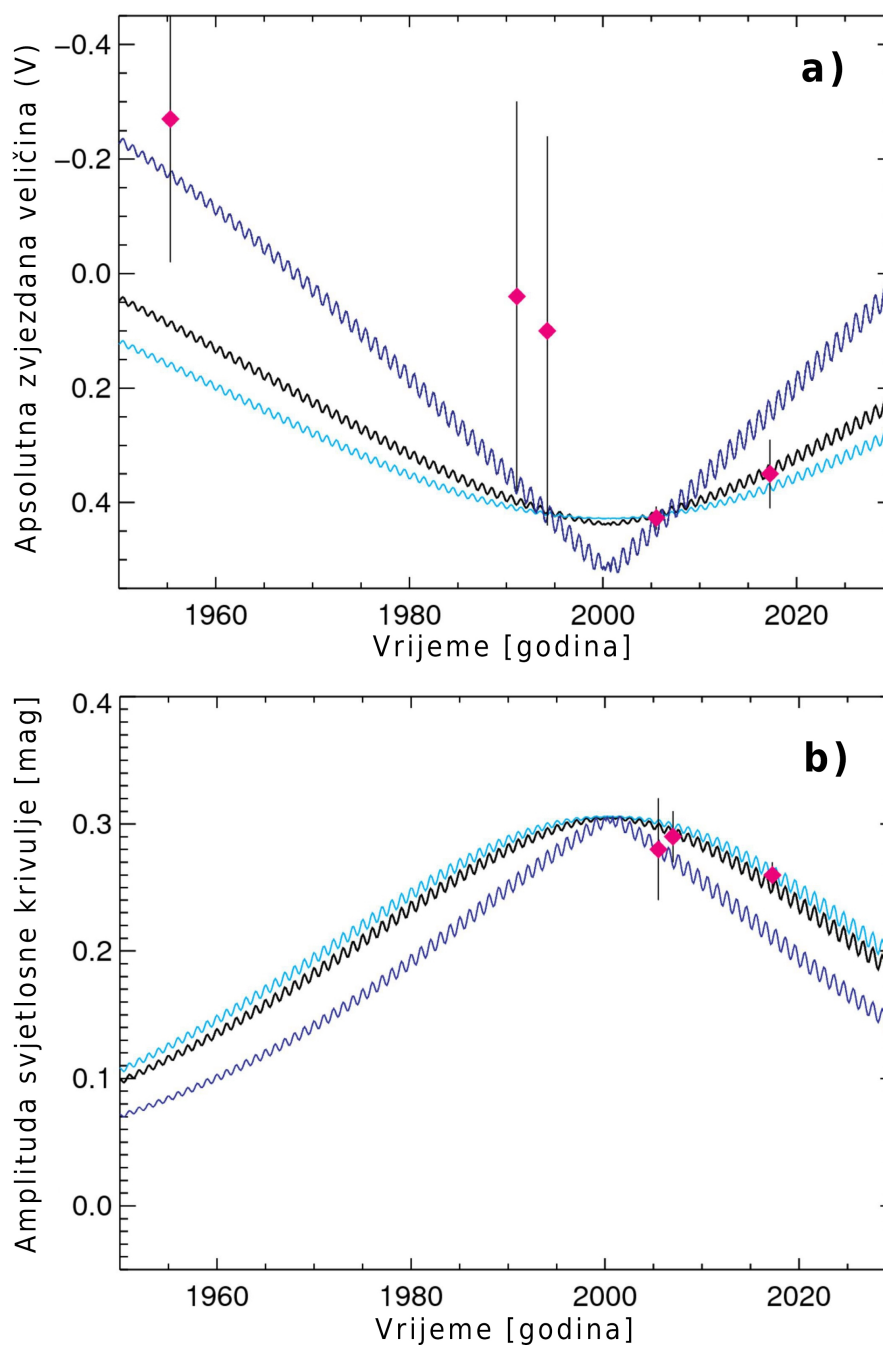 Apsolutna zvjezdana veličina (V)
a)
−0.4
−0.2
0.0
0.2
0.4
1960 1980 2000 2020
Vrijeme [godina]
Amplituda svjetlosne krivulje [mag]
b)
0.4
0.3
0.2
0.1
0.0
1960 1980 2000 2020
Vrijeme [godina]